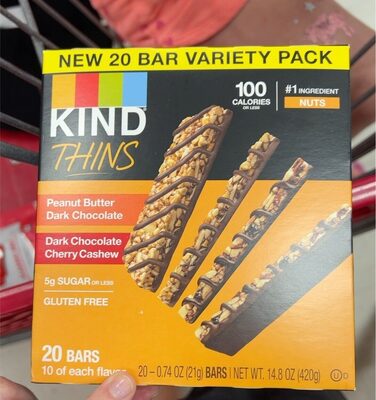 NEW 20 BAR VARIETY PACK
KIND
THINS
100
CALORIES
OR LESS
#1 INGREDIENT
NUTS
Peanut Butter
Dark Chocolate
Dark Chocolate
Cherry Cashew
5g SUGAR OR LESS
GLUTEN FREE
20 BARS
10 of each flavor
20–0.74 OZ (21g) BARS | NET WT. 14.8 OZ (420g)
U D